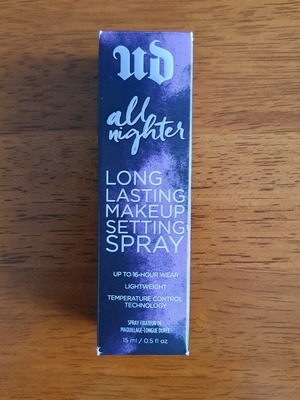 UD
all
nighter
LONG
LASTING
MAKEUP
SETTING
SPRAY
UP TO 16-HOUR WEAR
LIGHTWEIGHT
TEMPERATURE CONTROL
TECHNOLOGY
SPRAY FIXATEUR DE
MAQUILLAGE-LONGUE DURÉE
15 ml / 0.5 fl oz